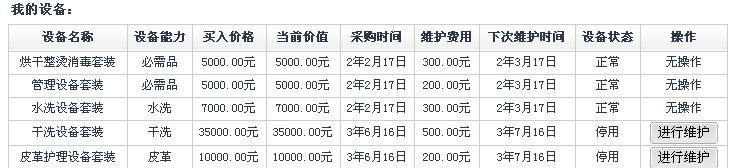 我的设备：
设备名称 设备能力 买入价格 当前价值 采购时间 维护费用 下次维护时间 设备状态 操作
烘干整烫消毒套装 必需品 5000.00元 5000.00元 2年2月17日 300.00元 2年3月17日 正常 无操作
管理设备套装 必需品 5000.00元 5000.00元 2年2月17日 200.00元 2年3月17日 正常 无操作
水洗设备套装 水洗 7000.00元 7000.00元 2年2月17日 300.00元 2年3月17日 正常 无操作
干洗设备套装 干洗 35000.00元 35000.00元 3年6月16日 500.00元 3年7月16日 停用 进行维护
皮革护理设备套装 皮革 10000.00元 10000.00元 3年6月16日 200.00元 3年7月16日 停用 进行维护